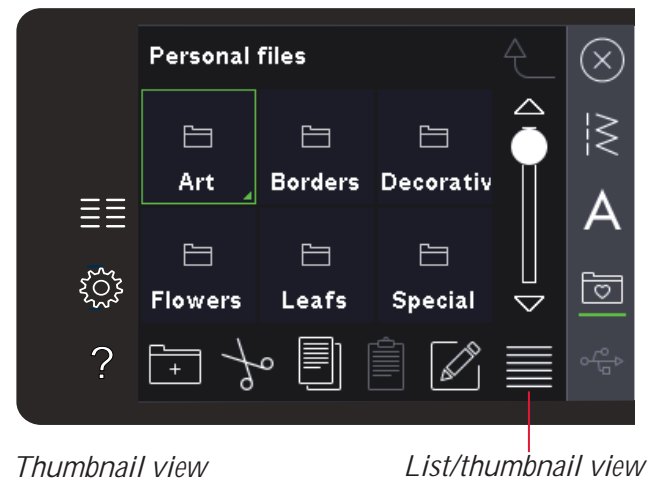 Personal files
Art Borders Decorativ
A
Flowers Leafs Special
?
Thumbnail view List/thumbnail view